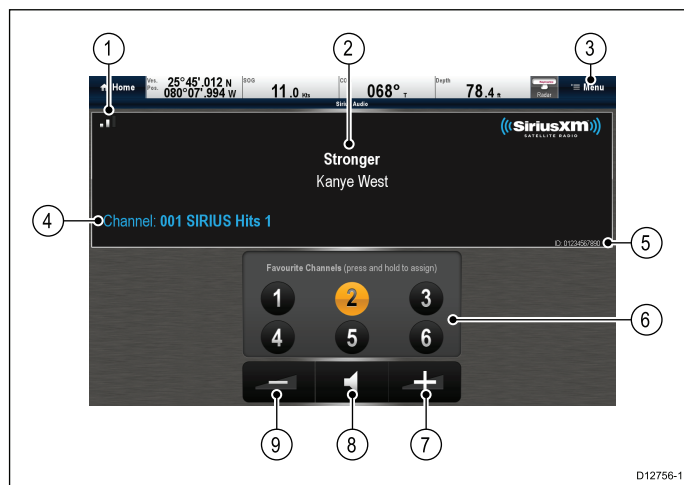 1 2 3
Home
Ves. Pos. 25°45'.012 N 080°07'.994 W
SOG 11.0 Kts
068° T
Depth 78.4 ft
Radar
Menu
Audio
((SiriusXM))
SATELLITE RADIO
Stronger
Kanye West
4
Channel: 001 SIRIUS Hits 1
ID: 01234567890
5
Favourite Channels (press and hold to assign)
1 2 3
4 5 6
6
9 8 7
D12756-1